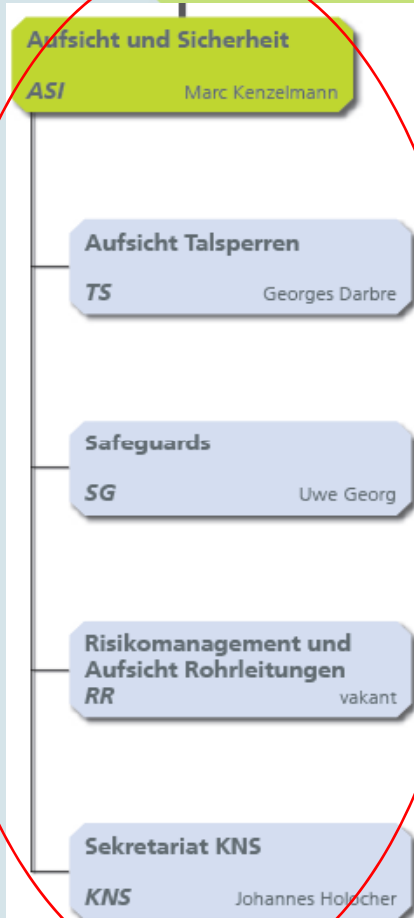 Aufsicht und Sicherheit
ASI Marc Kenzelmann
Aufsicht Talsperren
TS Georges Darbre
Safeguards
SG Uwe Georg
Risikomanagement und
Aufsicht Rohrleitungen
RR vakant
Sekretariat KNS
KNS Johannes Holocher